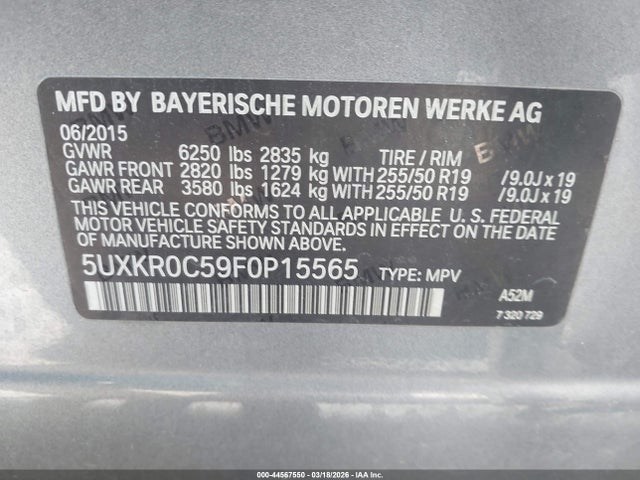 MFD BY BAYERISCHE MOTOREN WERKE AG
06/2015
GVWR 6250 lbs 2835 kg TIRE / RIM
GAWR FRONT 2820 lbs 1279 kg WITH 255/50 R19 /9.0J x 19
GAWR REAR 3580 lbs 1624 kg WITH 255/50 R19 /9.0J x 19
THIS VEHICLE CONFORMS TO ALL APPLICABLE U. S. FEDERAL
MOTOR VEHICLE SAFETY STANDARDS IN EFFECT ON THE DATE OF
MANUFACTURE SHOWN ABOVE.
5UXKR0C59F0P15565 TYPE: MPV
A52M
7 320 729
000-44567550 | 03/18/2026 - IAA Inc.